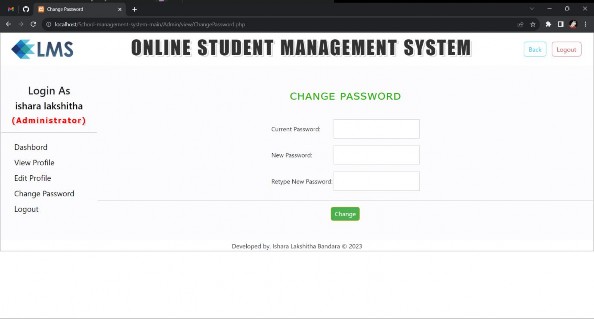 Change Password
localhost/School-management-system-main/Admin/view/ChangePassword.php
LMS
ONLINE STUDENT MANAGEMENT SYSTEM
Back
Logout
Login As
ishara lakshitha
(Administrator)
Dashbord
View Profile
Edit Profile
Change Password
Logout
CHANGE PASSWORD
Current Password:
New Password:
Retype New Password:
Change
Developed by. Ishara Lakshitha Bandara © 2023